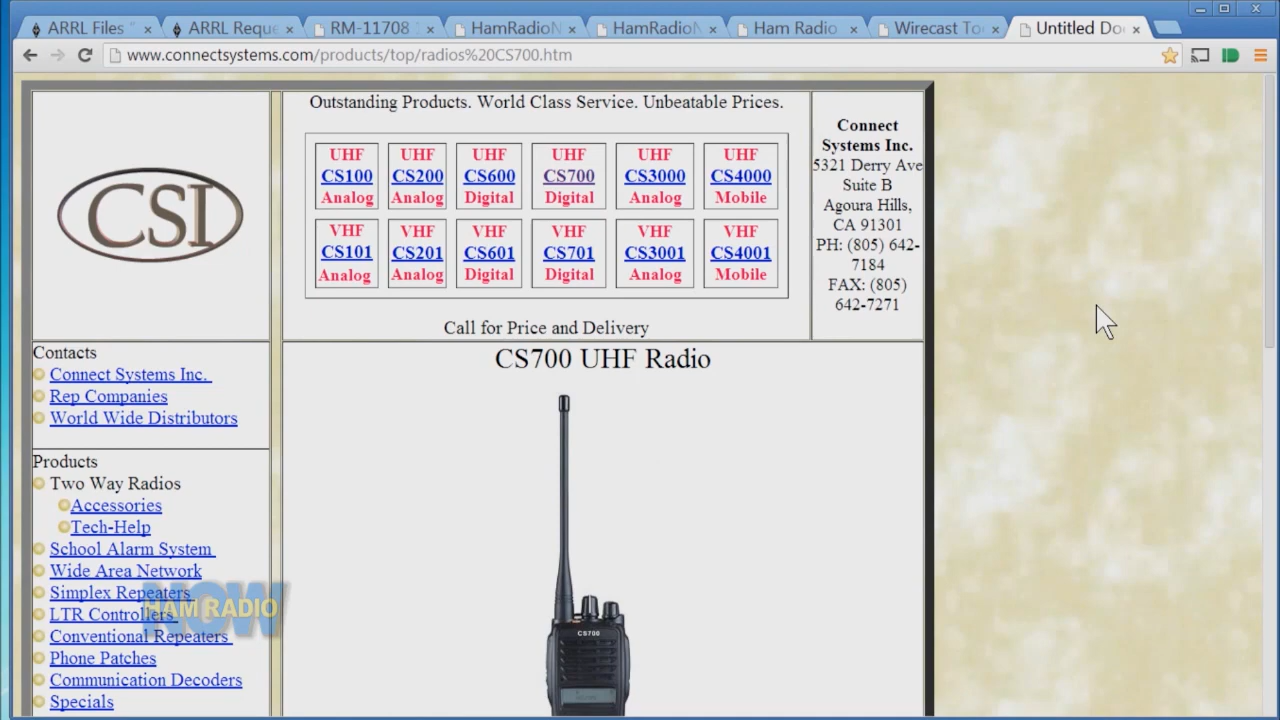 ARRL Files "
ARRL Reque
RM-11708
HamRadioN
HamRadioN
Ham Radio
Wirecast To
Untitled Do
www.connectsystems.com/products/top/radios%20CS700.htm
CSI
Outstanding Products. World Class Service. Unbeatable Prices.
UHF CS100 Analog
UHF CS200 Analog
UHF CS600 Digital
UHF CS700 Digital
UHF CS3000 Analog
UHF CS4000 Mobile
VHF CS101 Analog
VHF CS201 Analog
VHF CS601 Digital
VHF CS701 Digital
VHF CS3001 Analog
VHF CS4001 Mobile
Call for Price and Delivery
Connect
Systems Inc.
5321 Derry Ave
Suite B
Agoura Hills,
CA 91301
PH: (805) 642-
7184
FAX: (805)
642-7271
Contacts
Connect Systems Inc.
Rep Companies
World Wide Distributors
Products
Two Way Radios
Accessories
Tech-Help
School Alarm System
Wide Area Network
Simplex Repeaters
LTR Controllers
Conventional Repeaters
Phone Patches
Communication Decoders
Specials
CS700 UHF Radio
CS700
HAM RADIO
NOW